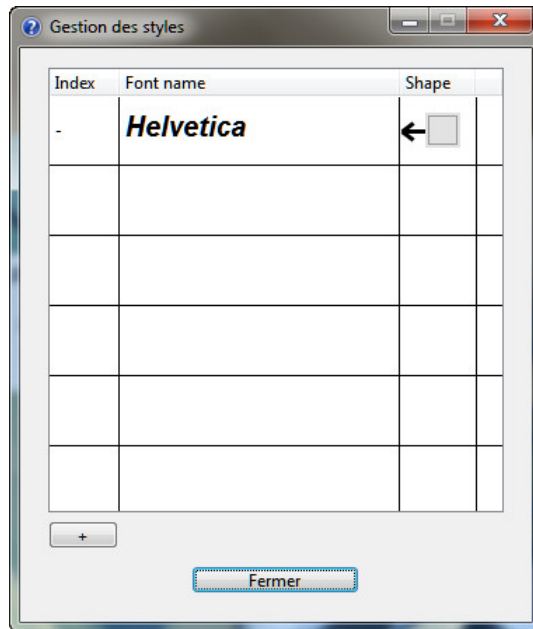 Gestion des styles
Index Font name Shape
- Helvetica
+
Fermer